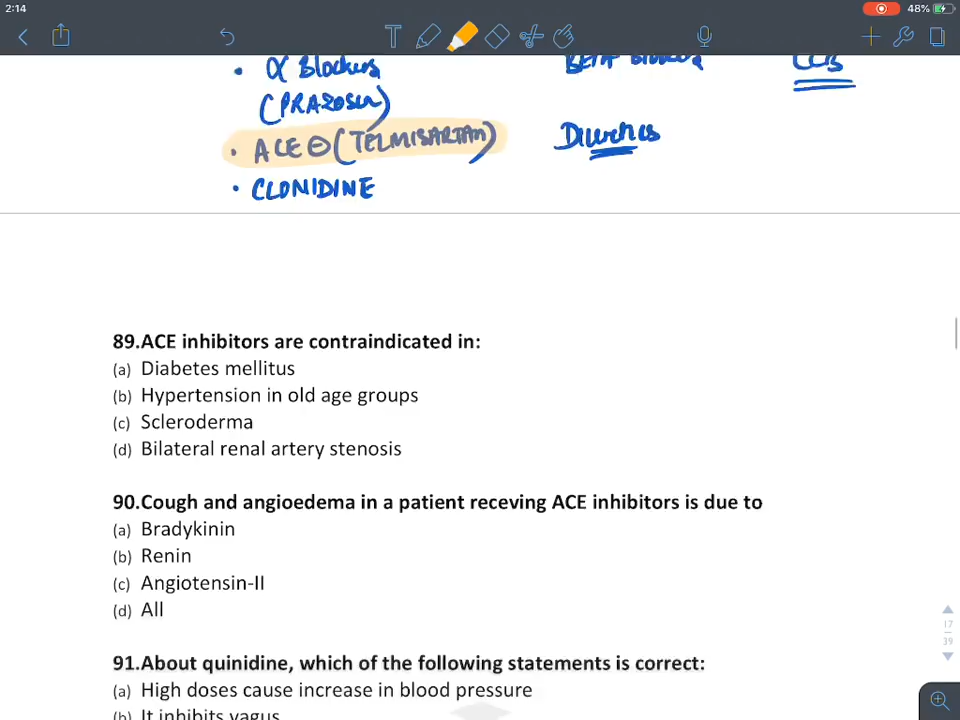 2:14
48%
T
• α Blockers
(PRAZOSIN)
• ACE ⊖ (TELMISARTAN)
Diuretics
• CLONIDINE
89.ACE inhibitors are contraindicated in:
(a) Diabetes mellitus
(b) Hypertension in old age groups
(c) Scleroderma
(d) Bilateral renal artery stenosis
90.Cough and angioedema in a patient receving ACE inhibitors is due to
(a) Bradykinin
(b) Renin
(c) Angiotensin-II
(d) All
17
39
91.About quinidine, which of the following statements is correct:
(a) High doses cause increase in blood pressure
(b) It inhibits vagus